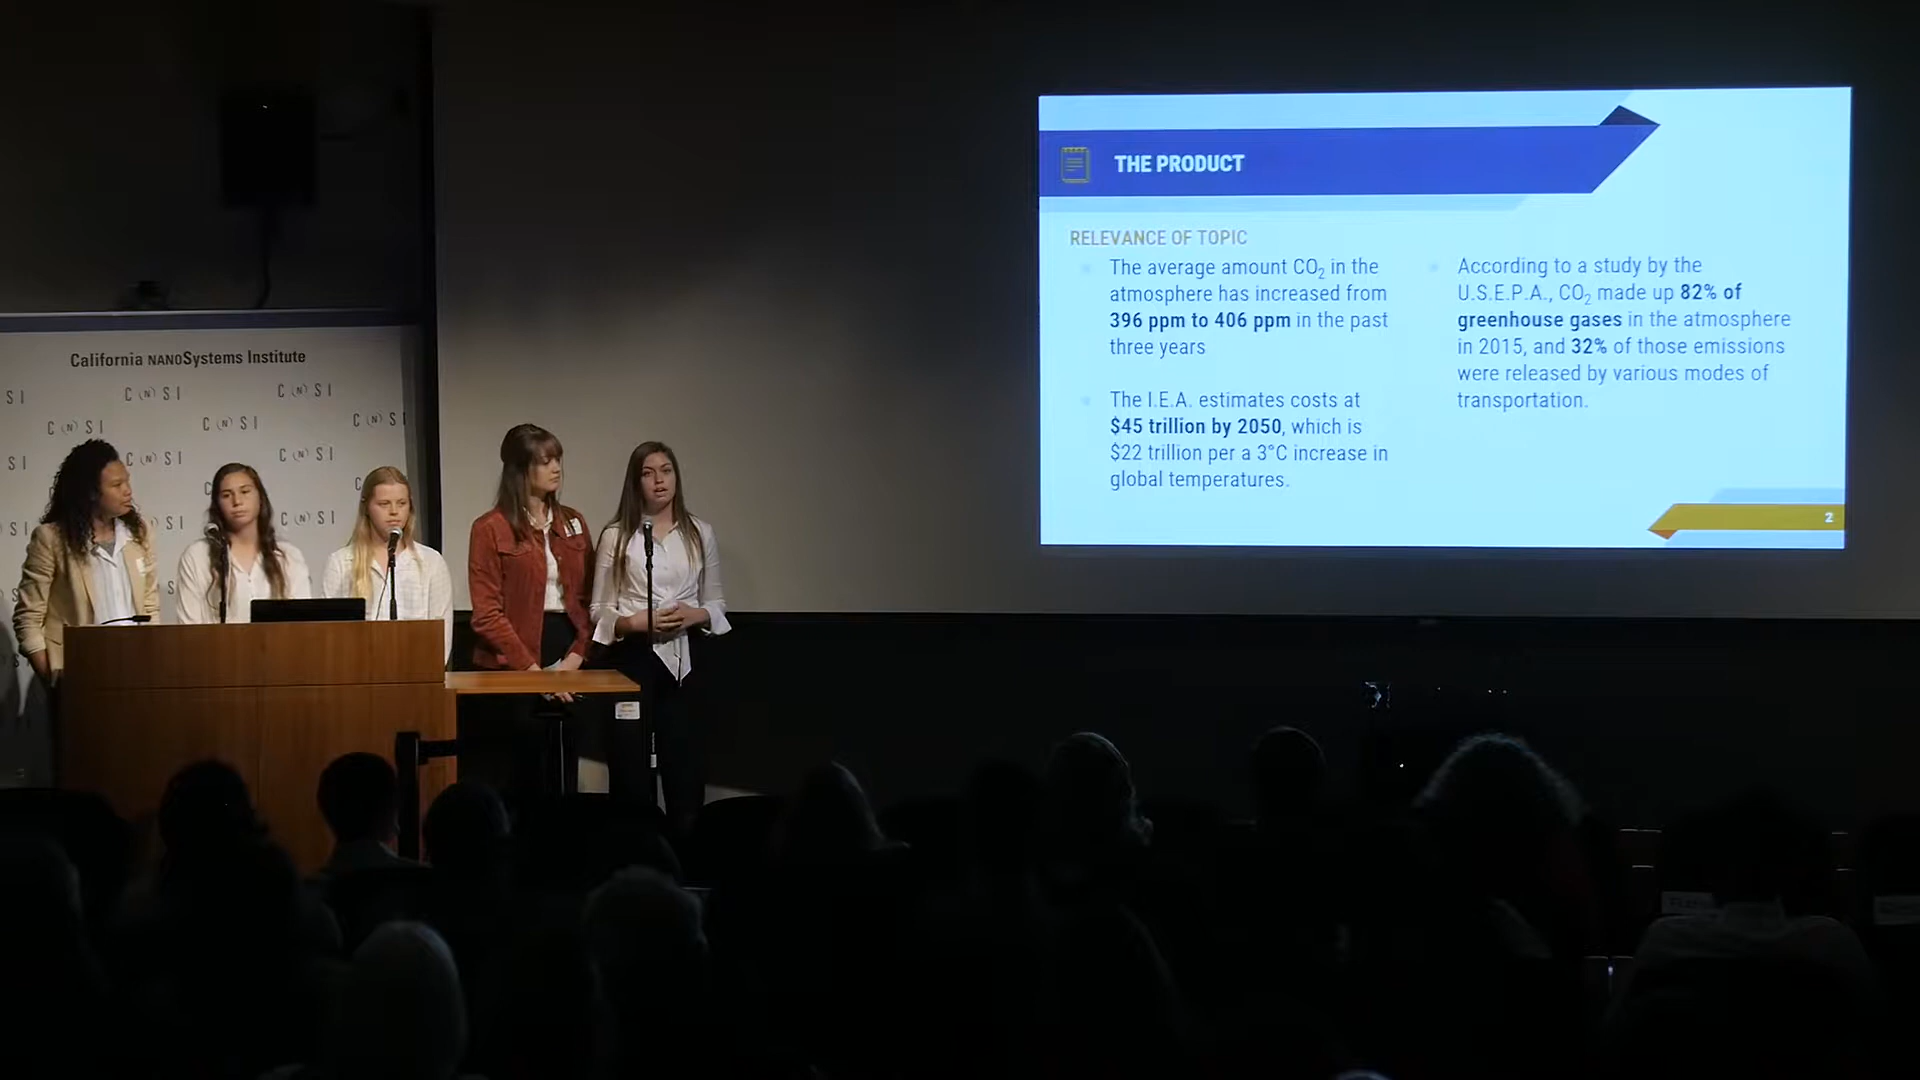 California NANOSystems Institute
S I
C (N) S I
C (N) S I
C (N) S I
C (N) S I
C (N) S I
S I
C (N) S I
C (N) S I
C
S I
S I
C (N) S I
THE PRODUCT
RELEVANCE OF TOPIC
The average amount CO₂ in the
atmosphere has increased from
396 ppm to 406 ppm in the past
three years
The I.E.A. estimates costs at
$45 trillion by 2050, which is
$22 trillion per a 3°C increase in
global temperatures.
According to a study by the
U.S.E.P.A., CO₂ made up 82% of
greenhouse gases in the atmosphere
in 2015, and 32% of those emissions
were released by various modes of
transportation.
2